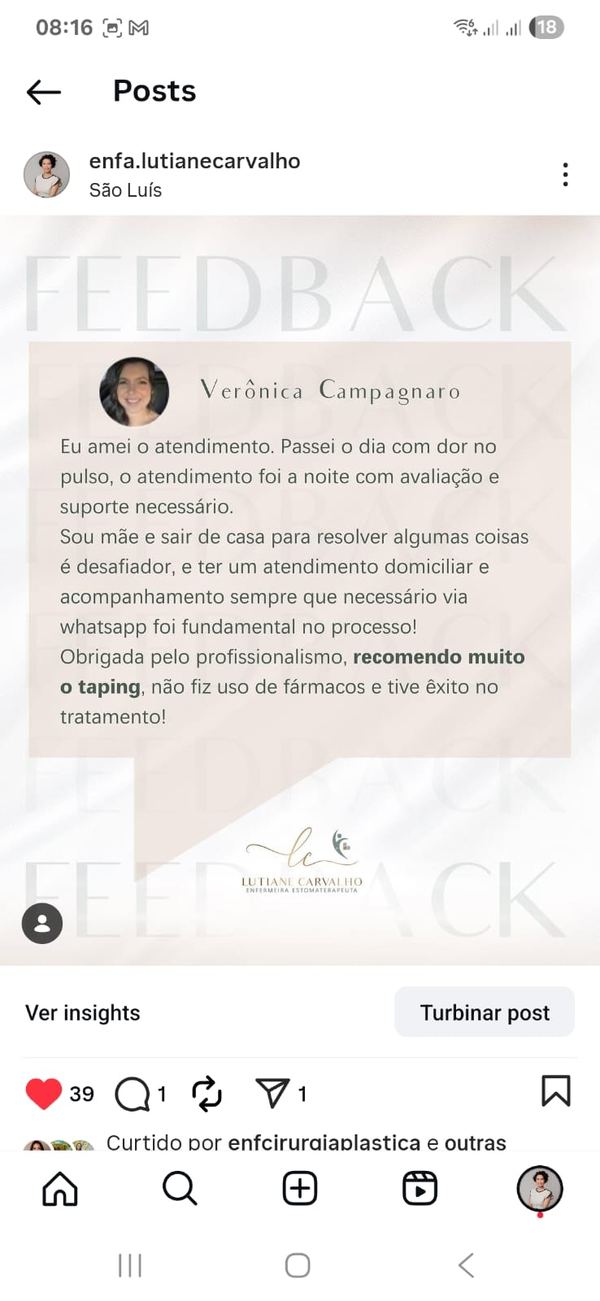 08:16
18
Posts
enfa.lutianecarvalho
São Luís
FEEDBACK
Verônica Campagnaro
Eu amei o atendimento. Passei o dia com dor no
pulso, o atendimento foi a noite com avaliação e
suporte necessário.
Sou mãe e sair de casa para resolver algumas coisas
é desafiador, e ter um atendimento domiciliar e
acompanhamento sempre que necessário via
whatsapp foi fundamental no processo!
Obrigada pelo profissionalismo, recomendo muito
o taping, não fiz uso de fármacos e tive êxito no
tratamento!
FEEDBACK
lc
LUTIANE CARVALHO
ENFERMEIRA ESTOMATERAPEUTA
FEEDBACK
Ver insights
Turbinar post
39
1
1
Curtido por enfcirurgiaplastica e outras